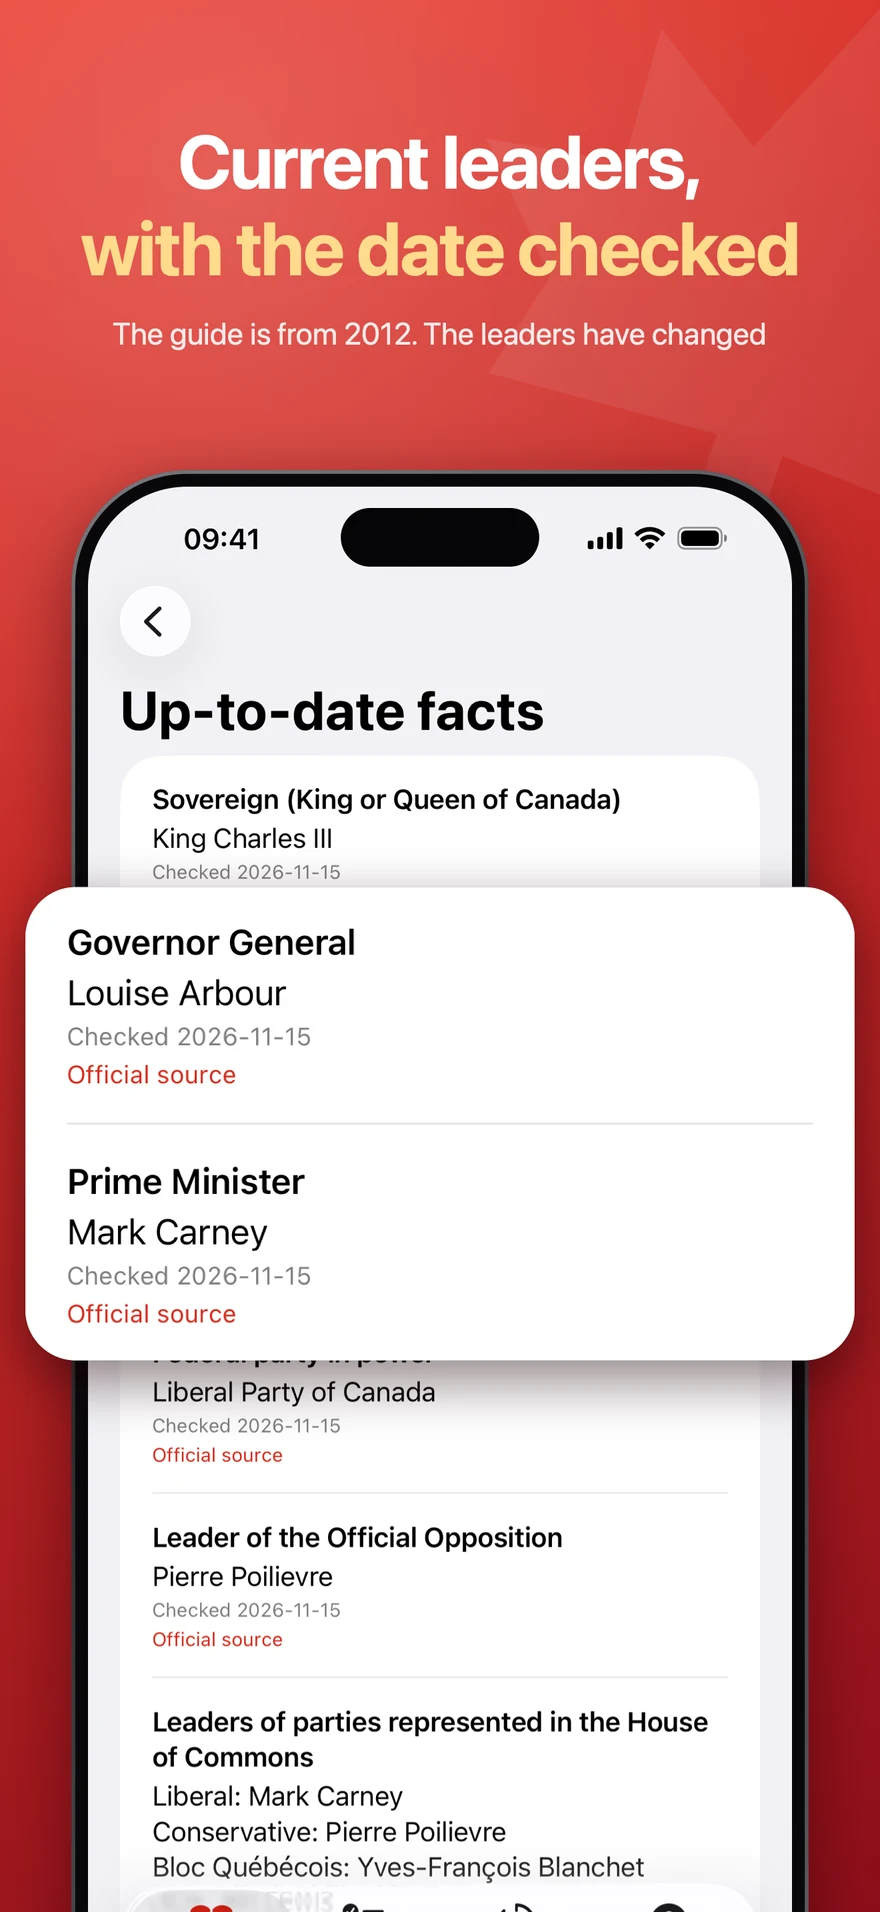 Current leaders,
with the date checked
The guide is from 2012. The leaders have changed
09:41
Up-to-date facts
Sovereign (King or Queen of Canada)
King Charles III
Checked 2026-11-15
Governor General
Louise Arbour
Checked 2026-11-15
Official source
Prime Minister
Mark Carney
Checked 2026-11-15
Official source
Federal party in power
Liberal Party of Canada
Checked 2026-11-15
Official source
Leader of the Official Opposition
Pierre Poilievre
Checked 2026-11-15
Official source
Leaders of parties represented in the House
of Commons
Liberal: Mark Carney
Conservative: Pierre Poilievre
Bloc Québécois: Yves-François Blanchet